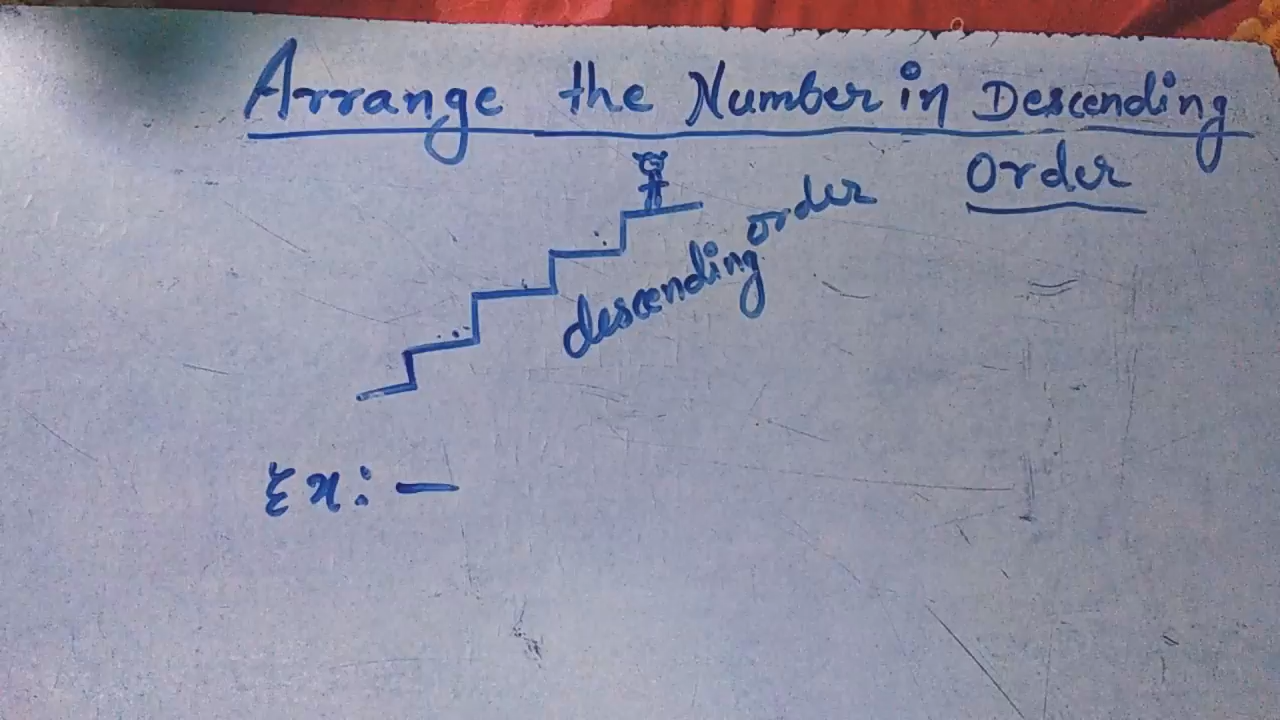 Arrange the Number in Descending
Order
descending order
Ex: —